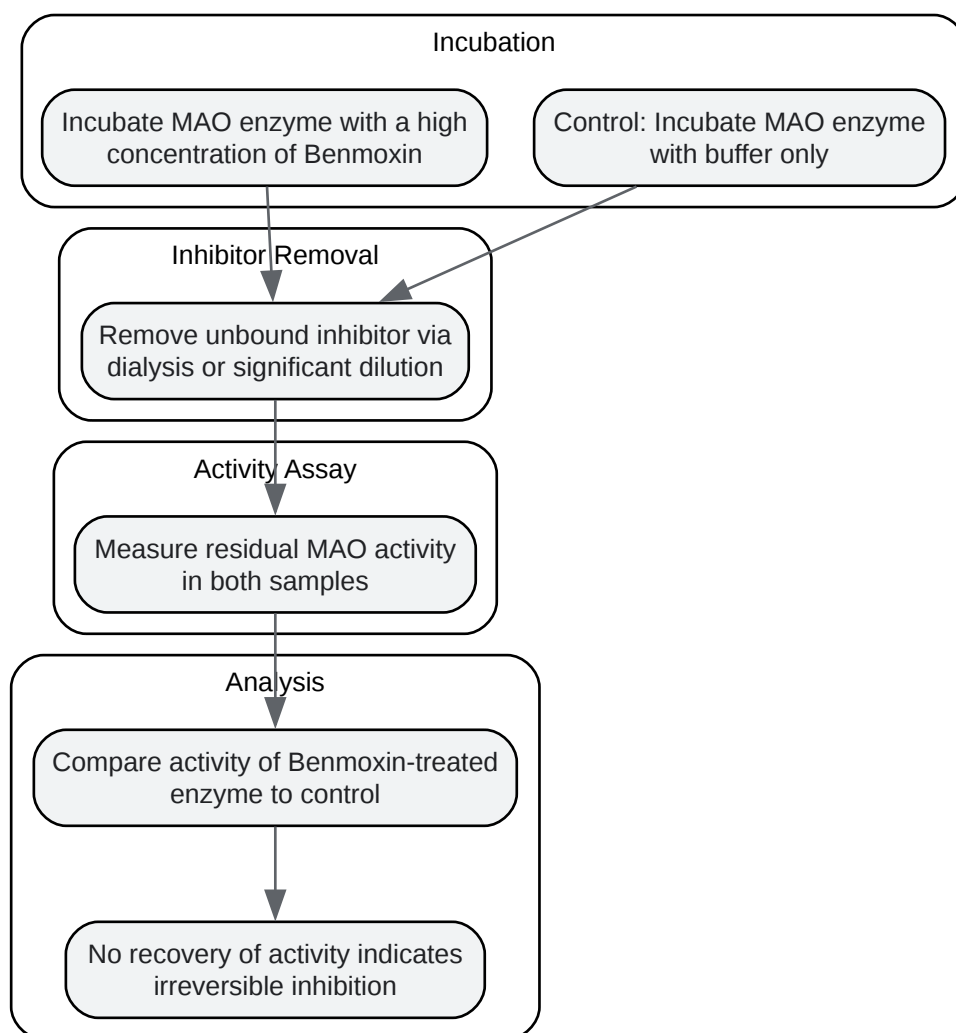 Incubation
Incubate MAO enzyme with a high
concentration of Benmoxin
Control: Incubate MAO enzyme
with buffer only
Inhibitor Removal
Remove unbound inhibitor via
dialysis or significant dilution
Activity Assay
Measure residual MAO activity
in both samples
Analysis
Compare activity of Benmoxin-treated
enzyme to control
No recovery of activity indicates
irreversible inhibition